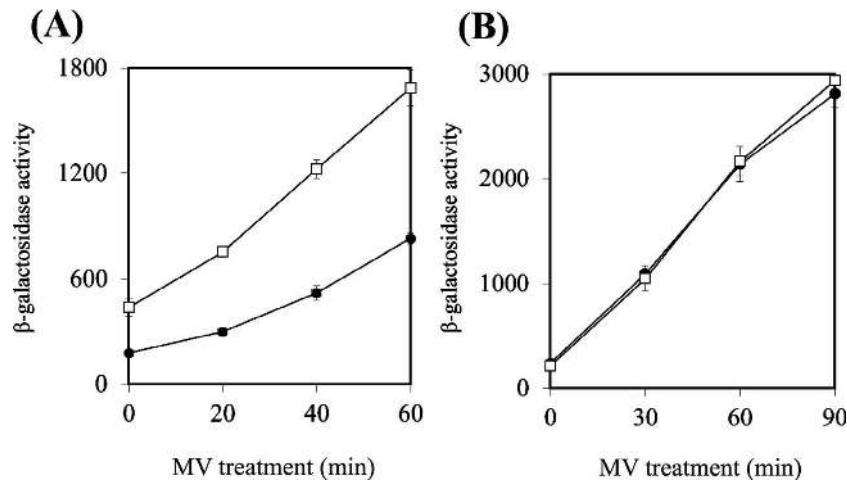 (A)
β-galactosidase activity
1800
1200
600
0
0 20 40 60
MV treatment (min)
(B)
β-galactosidase activity
3000
2000
1000
0
0 30 60 90
MV treatment (min)